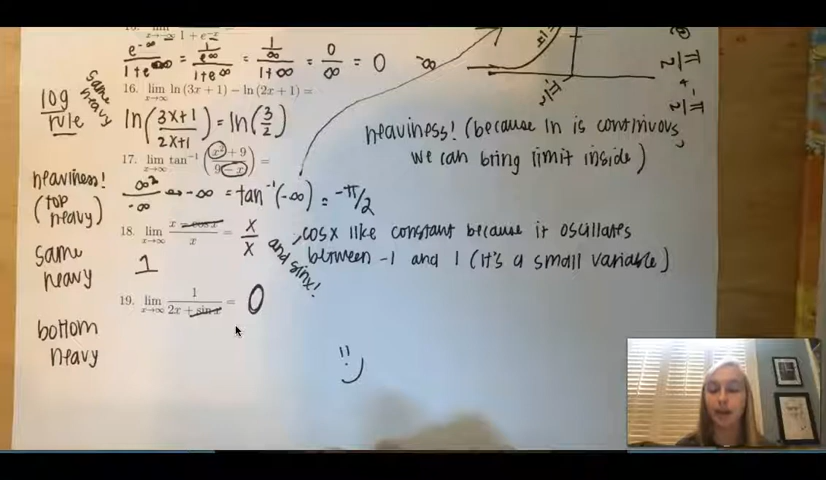 x→-∞ 1 + e⁻ˣ
e^-∞/1+e^∞ = 1/e^∞/1+e^∞ = 1/∞/1+∞ = 0/∞ = 0
-∞
-π/2
@ π/2 + -π/2
log rule
same heavy
16. lim x→∞ ln(3x + 1) − ln(2x + 1) =
ln(3x+1/2x+1) = ln(3/2)
heaviness! (because ln is continuous,
we can bring limit inside)
17. lim x→∞ tan⁻¹(x² + 9/9 − x) =
heaviness!
(top
heavy)
∞²/-∞ → -∞ = tan⁻¹(-∞) = -π/2
18. lim x→∞ x − cos x/x = x/x
same
heavy
1
and sinx!
cosx like constant because it oscillates
between -1 and 1 (it's a small variable)
19. lim x→∞ 1/2x + sin x = 0
bottom
heavy